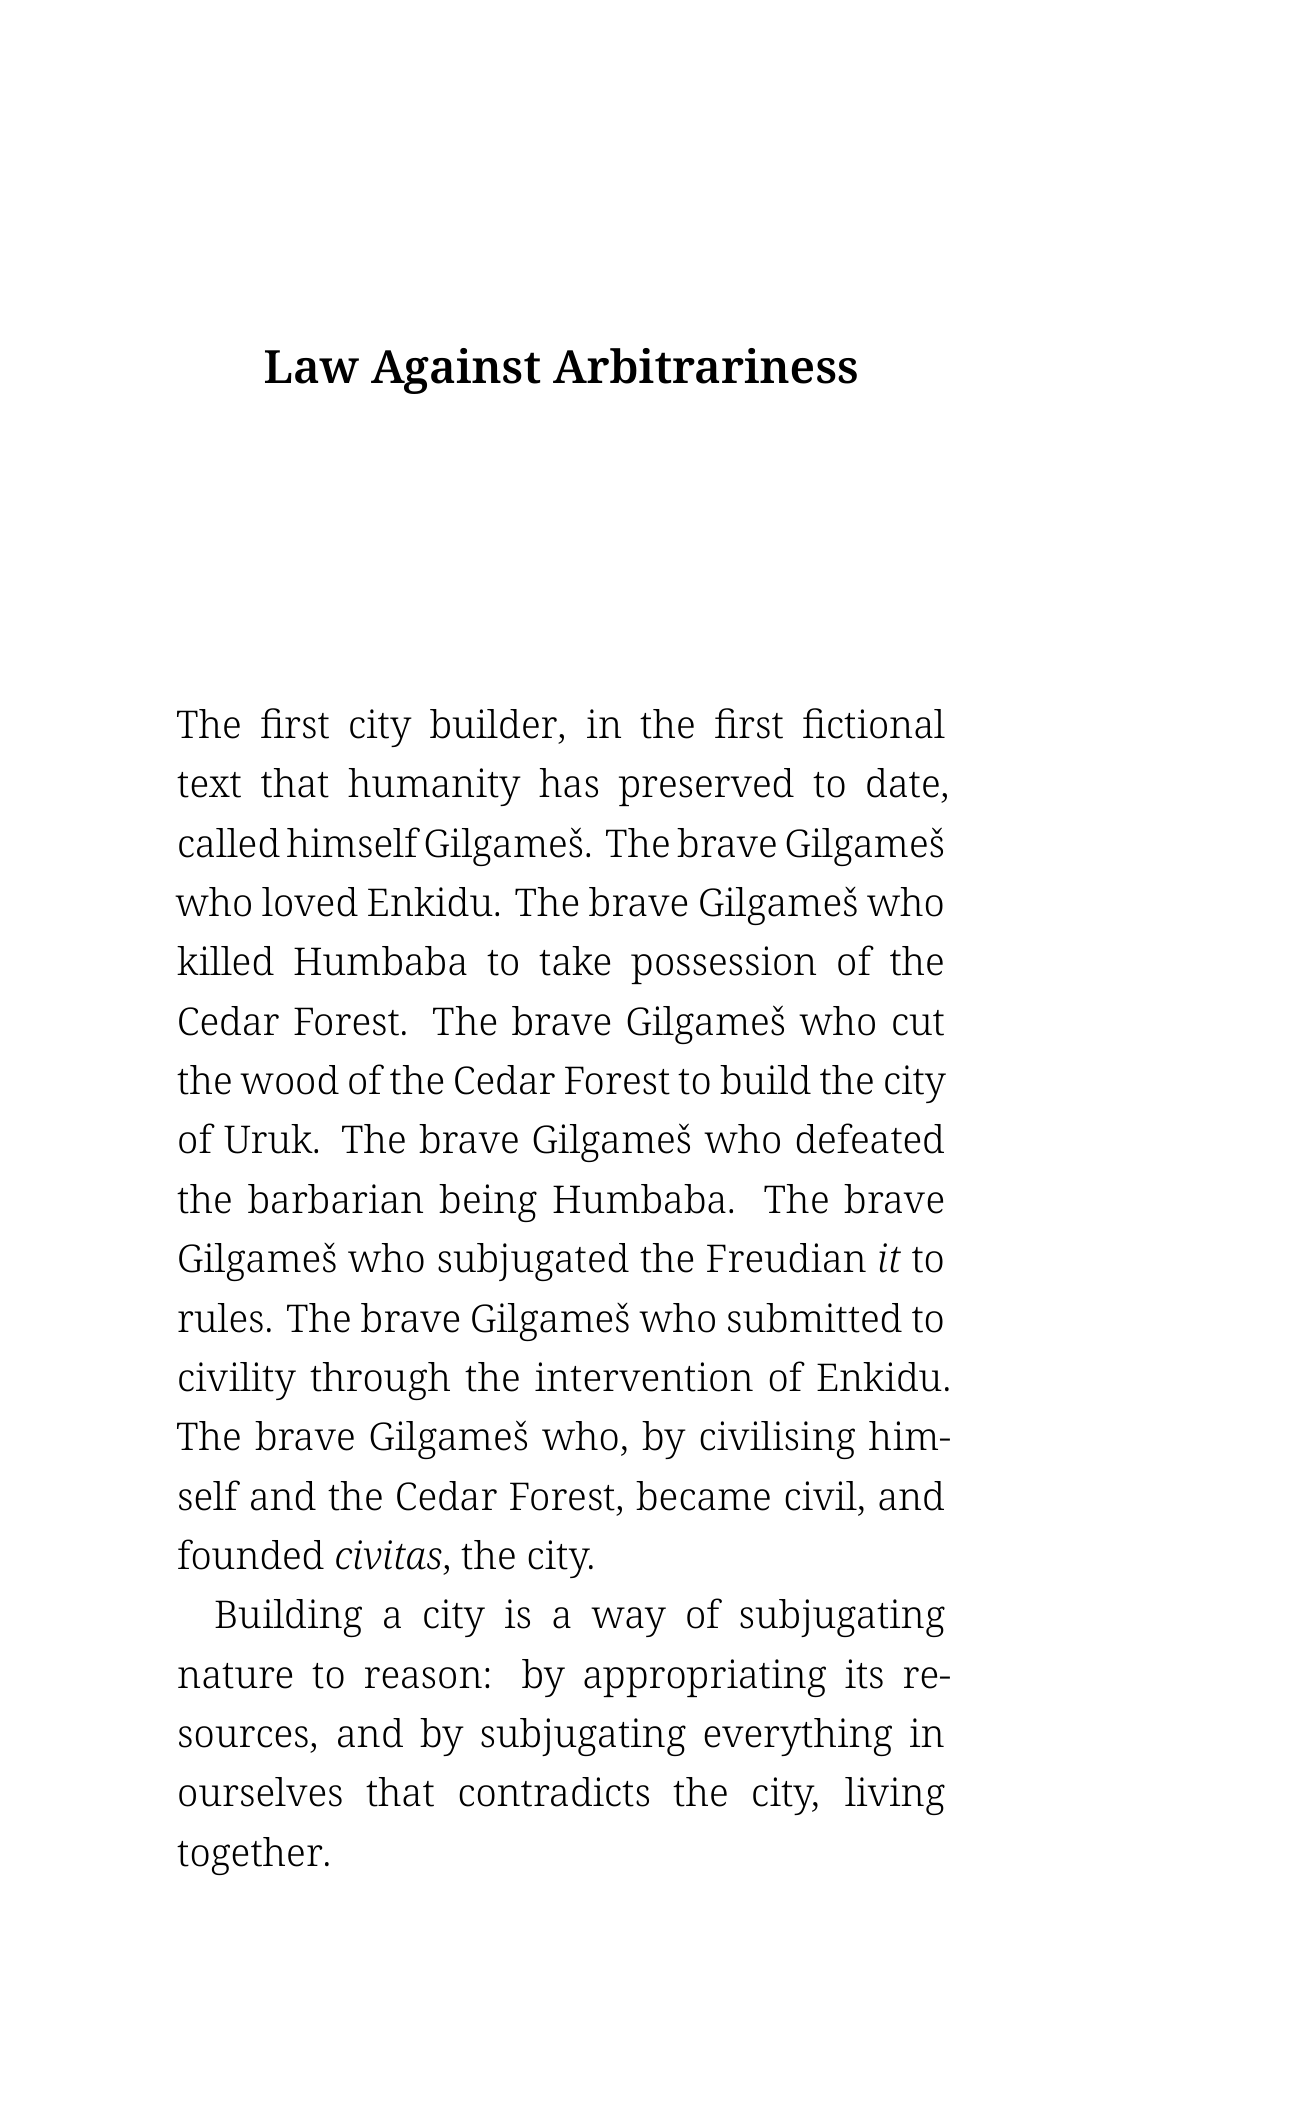 Law Against Arbitrariness
The first city builder, in the first fictional
text that humanity has preserved to date,
called himself Gilgameš. The brave Gilgameš
who loved Enkidu. The brave Gilgameš who
killed Humbaba to take possession of the
Cedar Forest. The brave Gilgameš who cut
the wood of the Cedar Forest to build the city
of Uruk. The brave Gilgameš who defeated
the barbarian being Humbaba. The brave
Gilgameš who subjugated the Freudian it to
rules. The brave Gilgameš who submitted to
civility through the intervention of Enkidu.
The brave Gilgameš who, by civilising him-
self and the Cedar Forest, became civil, and
founded civitas, the city.
Building a city is a way of subjugating
nature to reason: by appropriating its re-
sources, and by subjugating everything in
ourselves that contradicts the city, living
together.